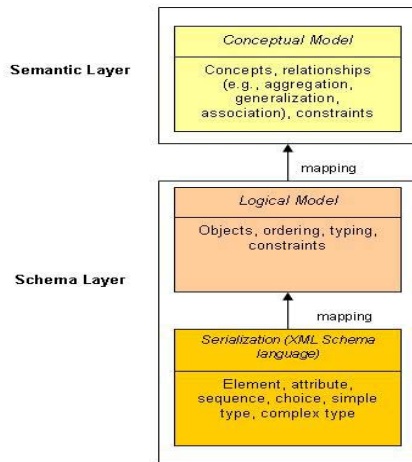 Conceptual Model
Semantic Layer
Concepts, relationships
(e.g., aggregation,
generalization,
association), constraints
mapping
Logical Model
Objects, ordering, typing,
constraints
Schema Layer
mapping
Serialization (XML Schema
language)
Element, attribute,
sequence, choice, simple
type, complex type